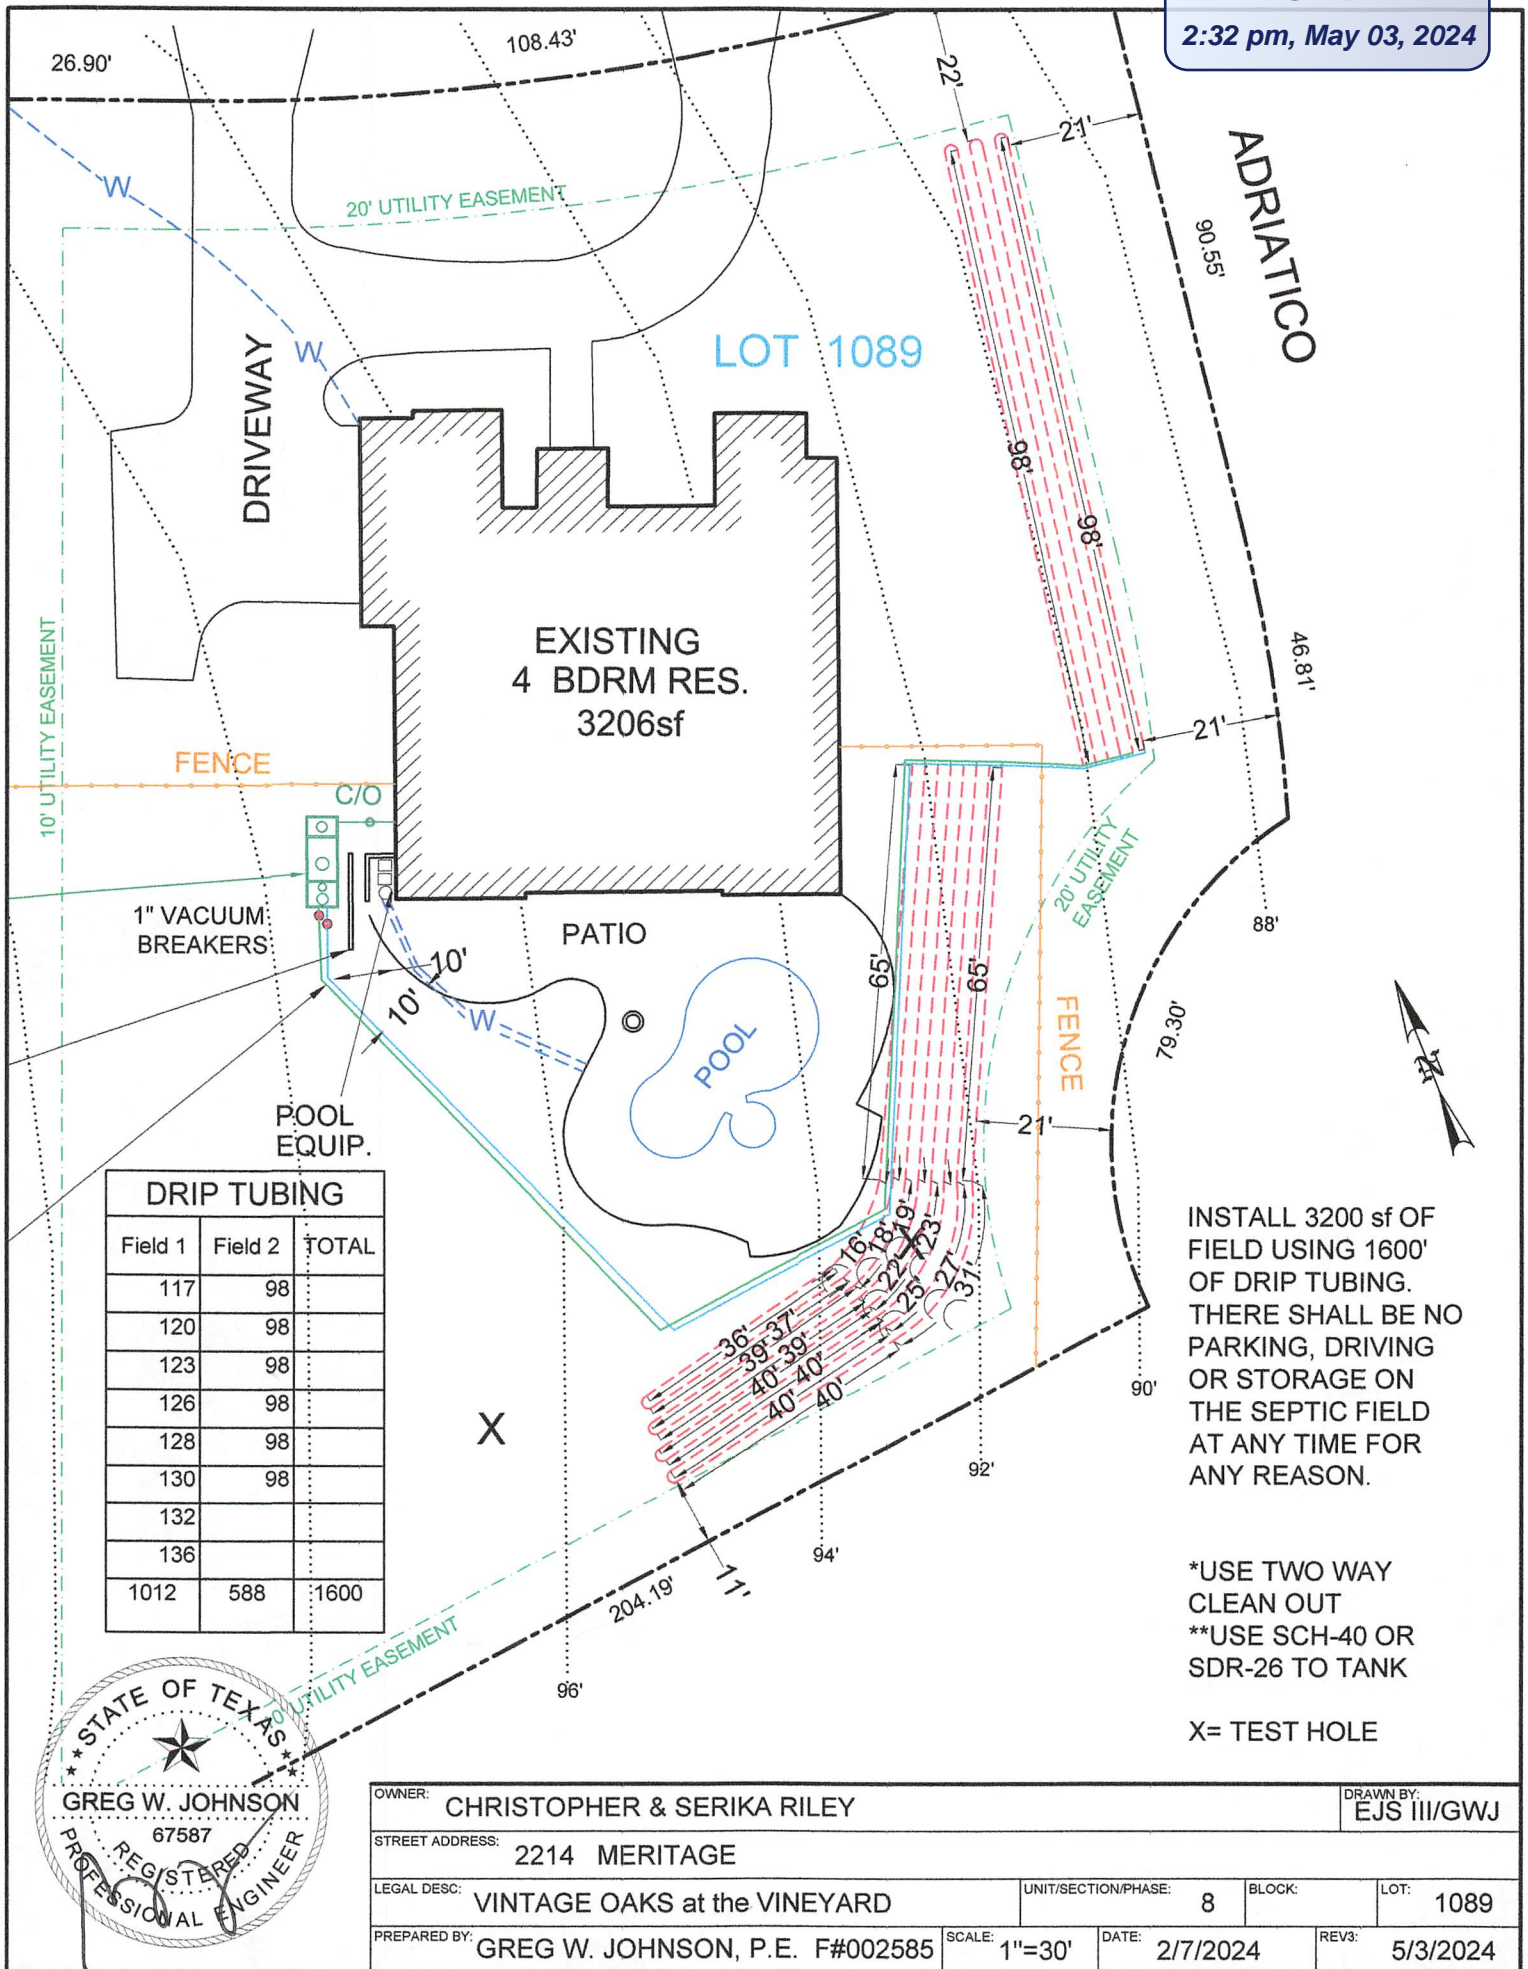 2:32 pm, May 03, 2024
26.90'
108.43'
22'
21'
ADRIATICO
90.55'
W
20' UTILITY EASEMENT
W
LOT 1089
DRIVEWAY
98'
98'
46.81'
21'
10' UTILITY EASEMENT
EXISTING
4 BDRM RES.
3206sf
FENCE
C/O
20' UTILITY
EASEMENT
88'
1" VACUUM
BREAKERS
PATIO
10'
10'
W
65'
65'
POOL
FENCE
79.30'
N
21'
POOL
EQUIP.
DRIP TUBING
Field 1 Field 2 TOTAL
117 98
120 98
123 98
126 98
128 98
130 98
132
136
1012 588 1600
16'
18'
19'
22'
23'
25'
27'
31'
36'
37'
39'
39'
40'
40'
40'
40'
X
X
11'
90'
92'
94'
96'
204.19'
0' UTILITY EASEMENT
INSTALL 3200 sf OF
FIELD USING 1600'
OF DRIP TUBING.
THERE SHALL BE NO
PARKING, DRIVING
OR STORAGE ON
THE SEPTIC FIELD
AT ANY TIME FOR
ANY REASON.
*USE TWO WAY
CLEAN OUT
**USE SCH-40 OR
SDR-26 TO TANK
X= TEST HOLE
STATE OF TEXAS
GREG W. JOHNSON
67587
REGISTERED
PROFESSIONAL ENGINEER
OWNER: CHRISTOPHER & SERIKA RILEY
DRAWN BY: EJS III/GWJ
STREET ADDRESS: 2214 MERITAGE
LEGAL DESC: VINTAGE OAKS at the VINEYARD
UNIT/SECTION/PHASE: 8
BLOCK:
LOT: 1089
PREPARED BY: GREG W. JOHNSON, P.E. F#002585
SCALE: 1"=30'
DATE: 2/7/2024
REV3: 5/3/2024